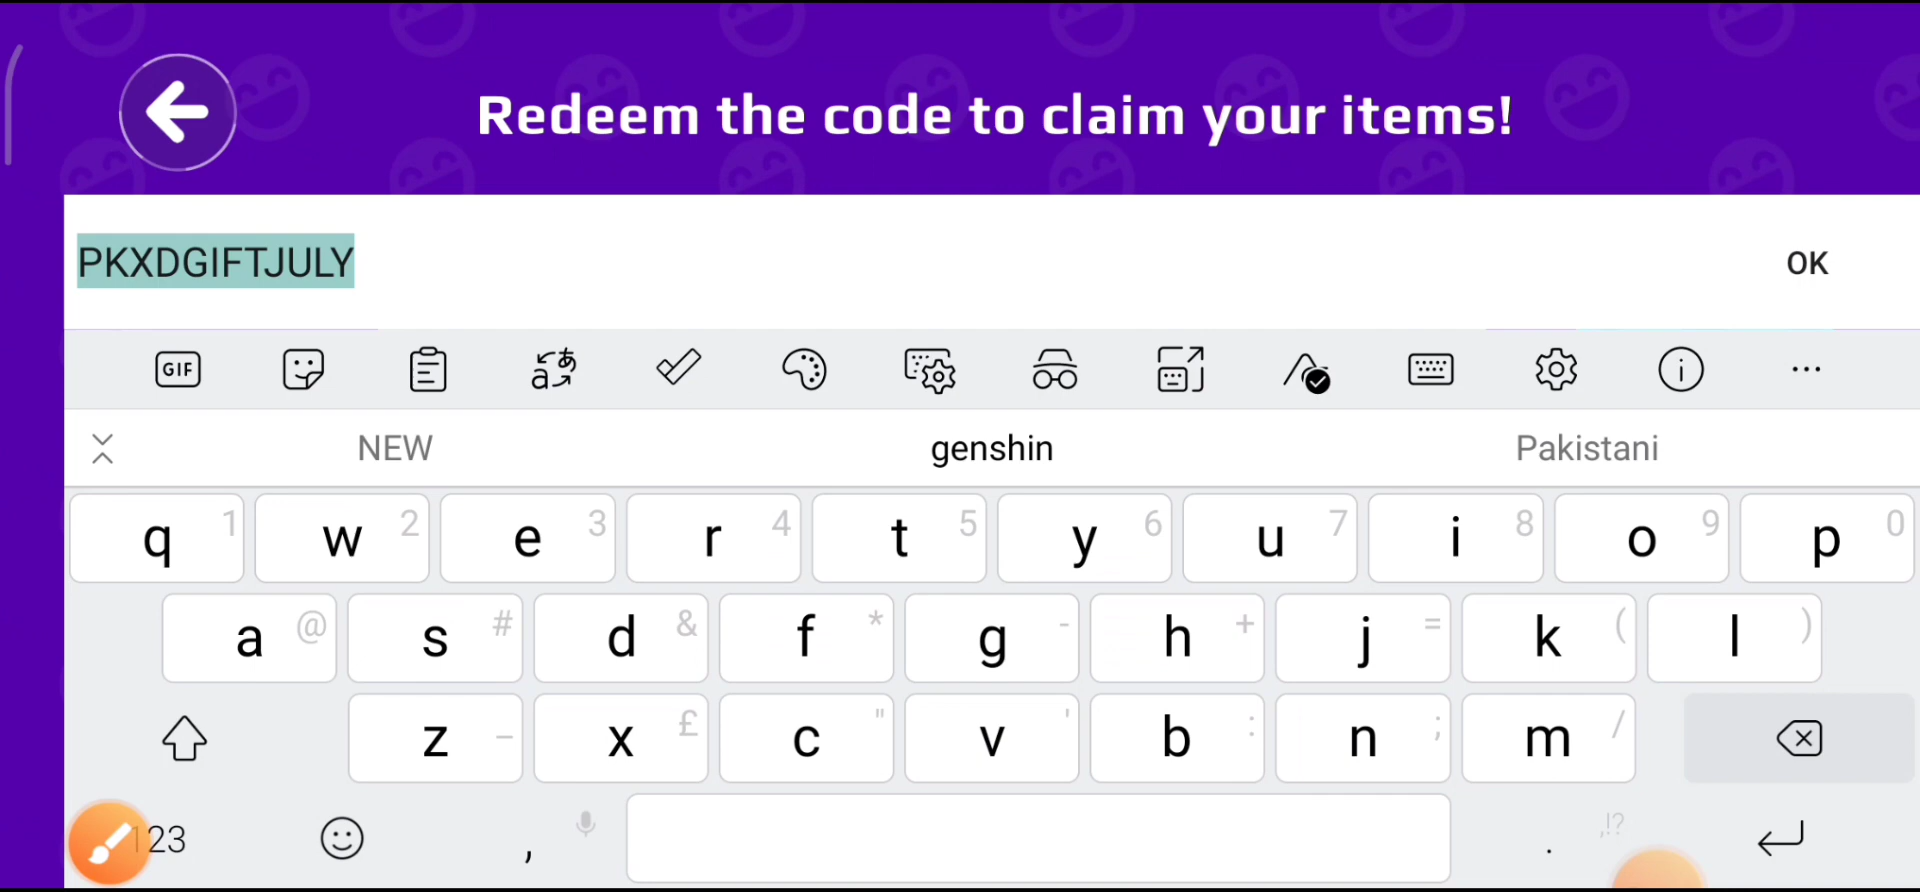 Redeem the code to claim your items!
PKXDGIFTJULY OK
GIF
NEW genshin Pakistani
q 1 w 2 e 3 r 4 t 5 y 6 u 7 i 8 o 9 p 0
a @ s # d & f * g - h + j = k ( l )
z _ x £ c " v ' b : n ; m /
123 , . ,!?